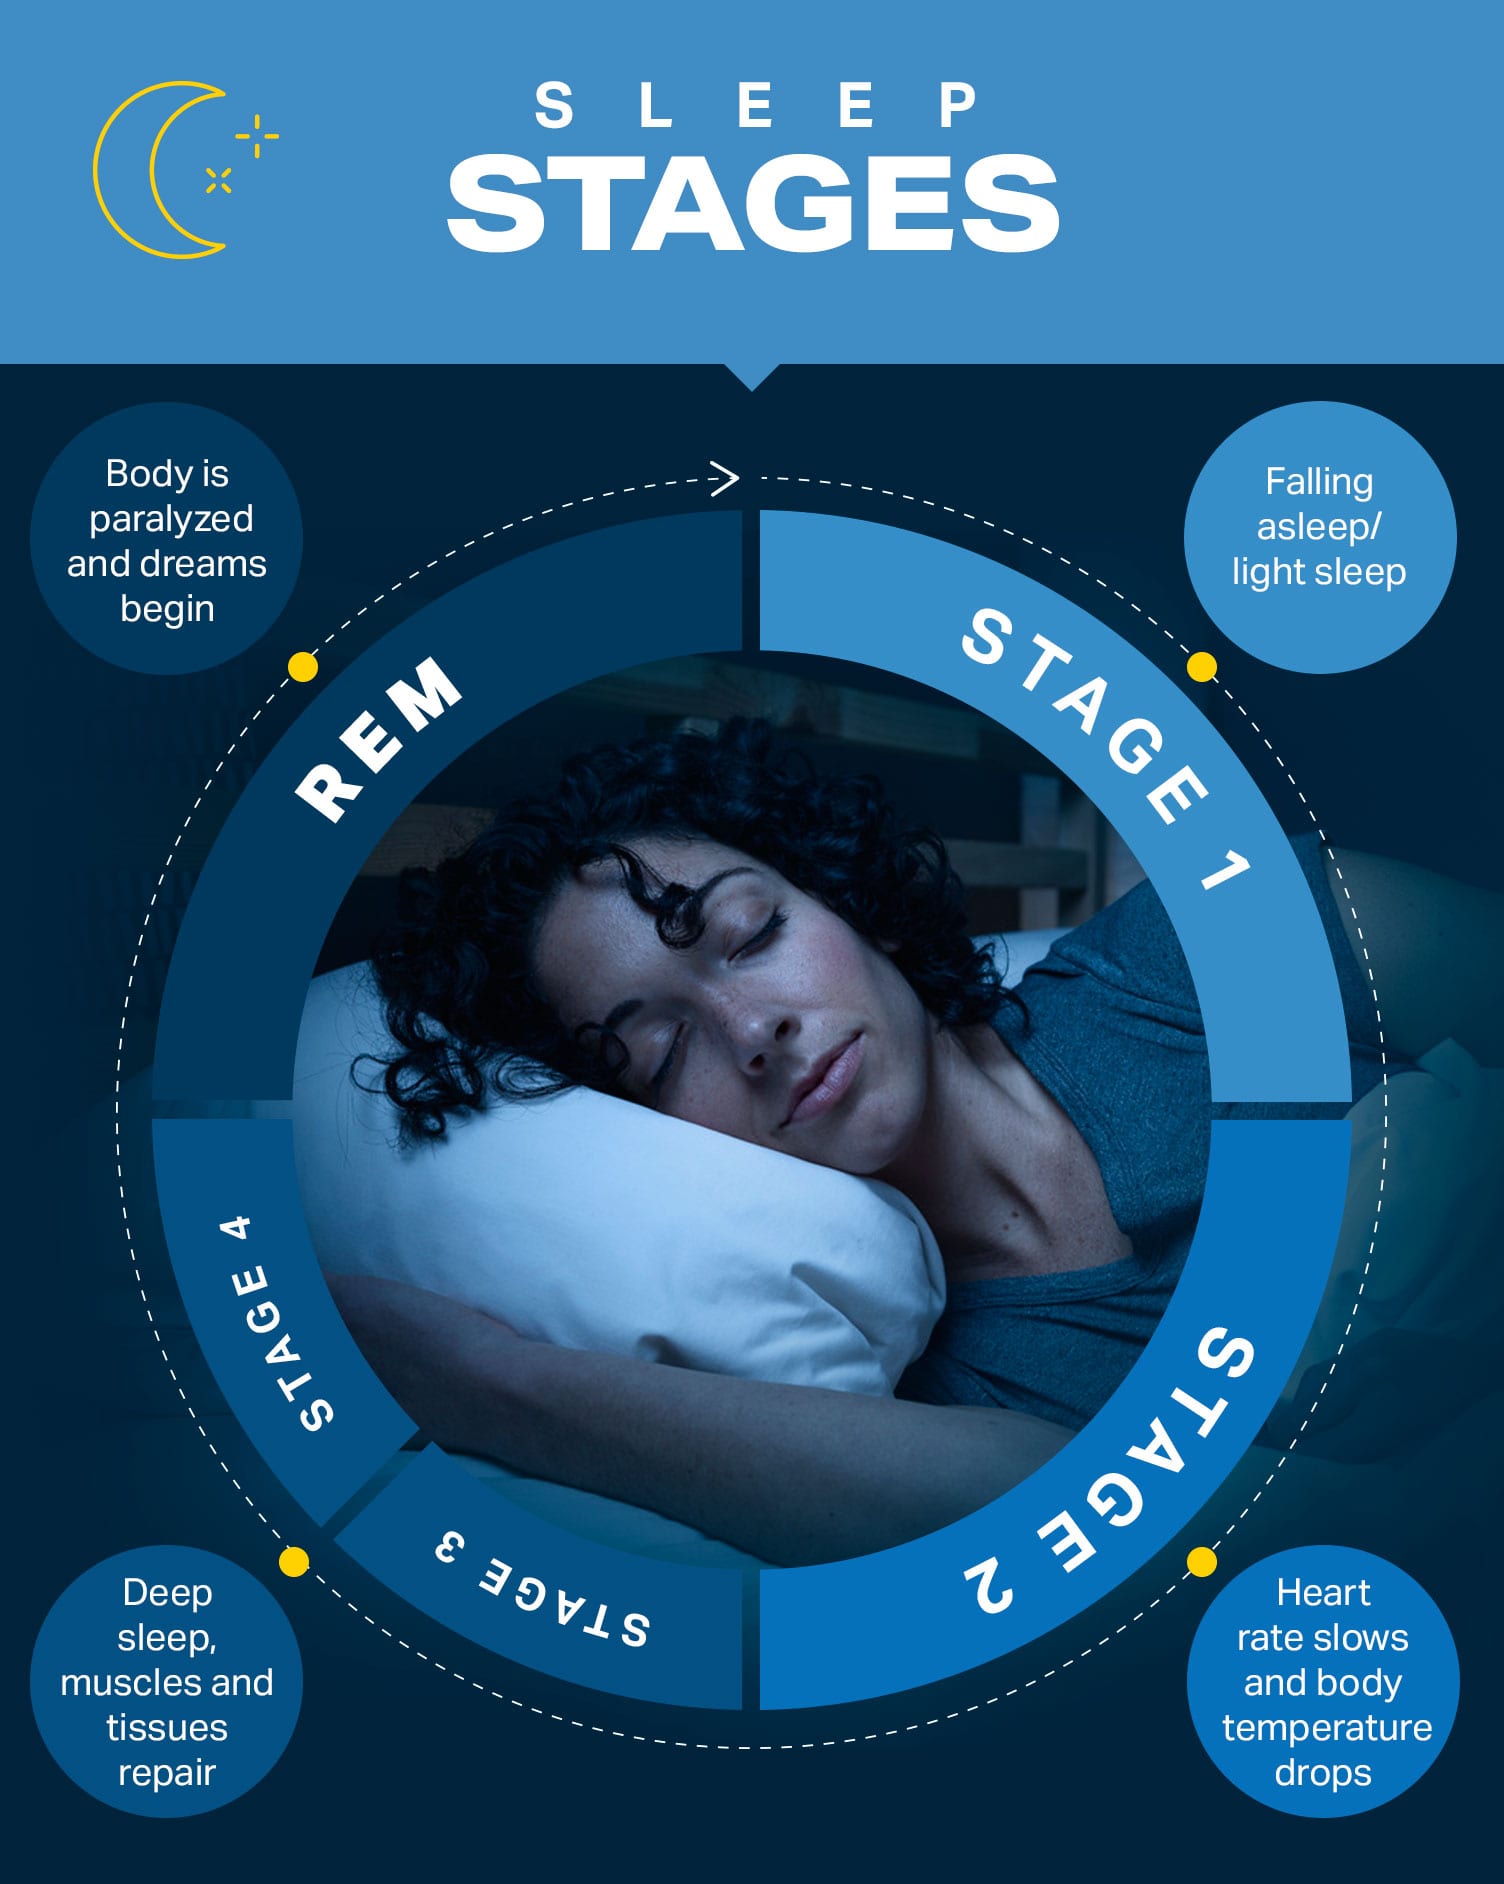 SLEEP
STAGES
Body is
paralyzed
and dreams
begin
Falling
asleep/
light sleep
REM
STAGE 1
STAGE 4
STAGE 3
STAGE 2
Deep
sleep,
muscles and
tissues
repair
Heart
rate slows
and body
temperature
drops